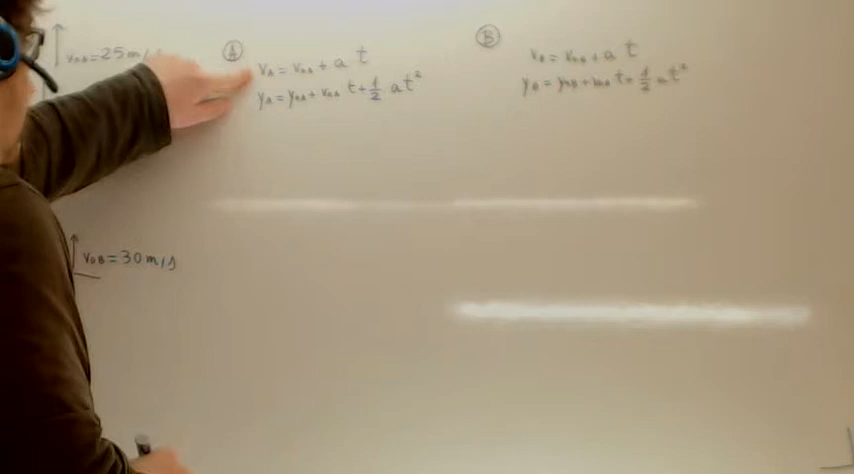 v₀A = 25 m/
Ⓐ
vA = v₀A + a t
yA = y₀A + v₀A t + 1/2 a t²
Ⓑ
vB = v₀B + a t
yB = y₀B + v₀B t + 1/2 a t²
v₀B = 30 m/s